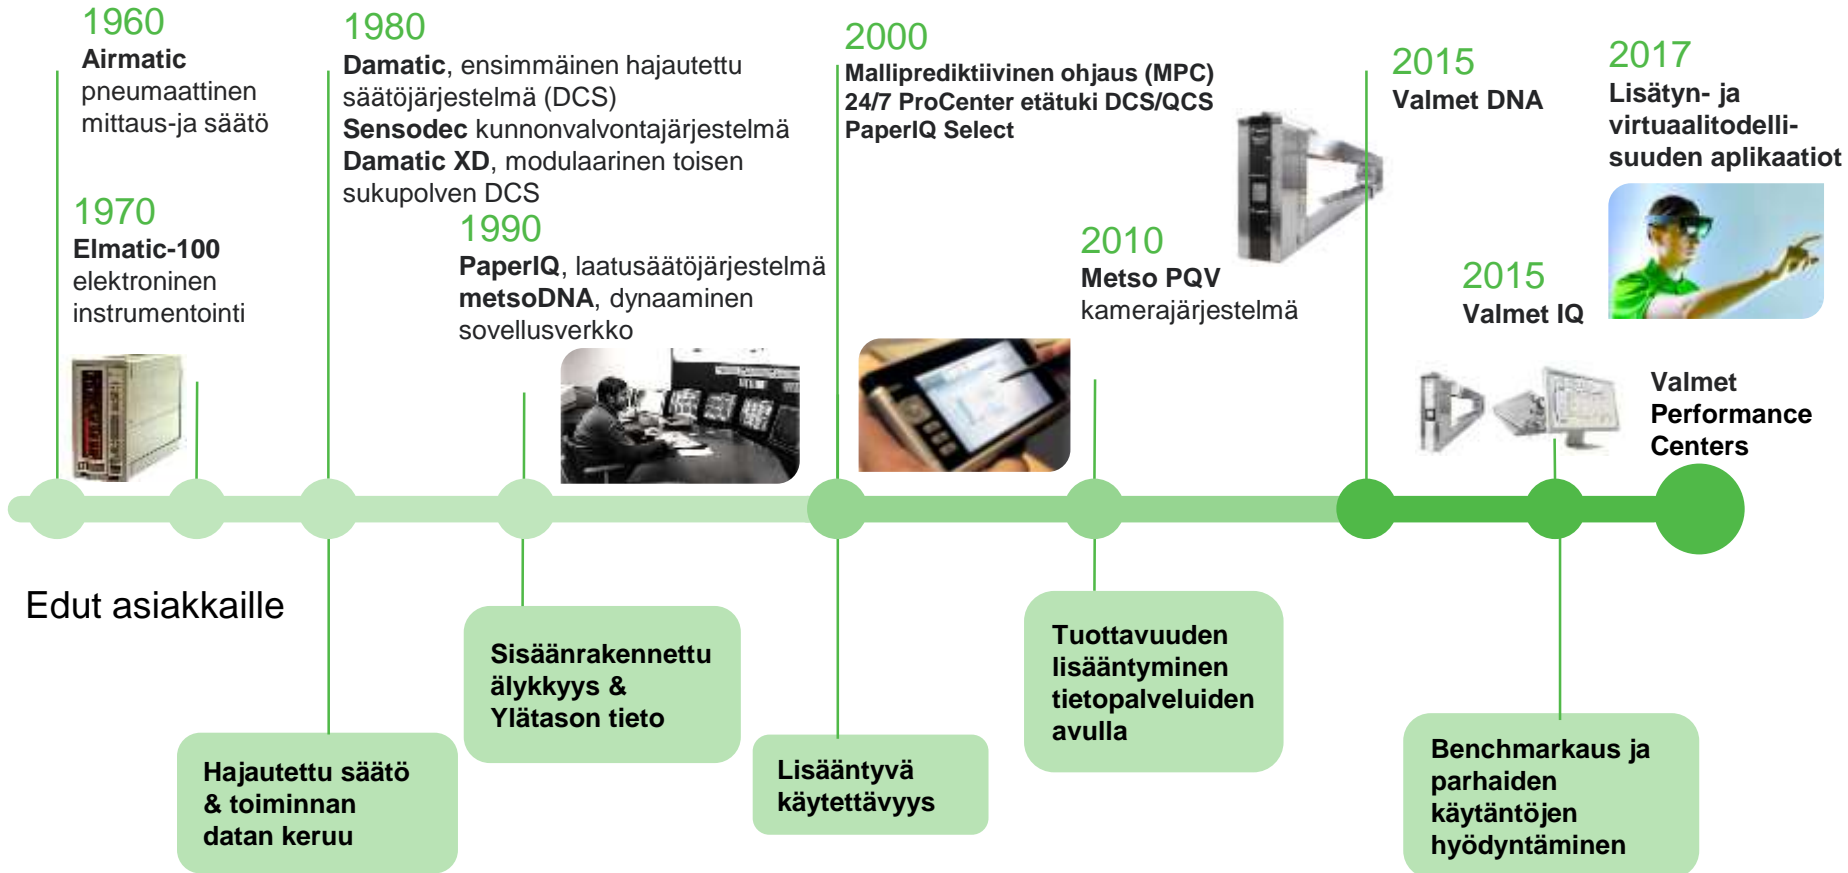 1960
Airmatic
pneumaattinen
mittaus-ja säätö
1970
Elmatic-100
elektroninen
instrumentointi
1980
Damatic, ensimmäinen hajautettu
säätöjärjestelmä (DCS)
Sensodec kunnonvalvontajärjestelmä
Damatic XD, modulaarinen toisen
sukupolven DCS
1990
PaperIQ, laatusäätöjärjestelmä
metsoDNA, dynaaminen
sovellusverkko
2000
Malliprediktiivinen ohjaus (MPC)
24/7 ProCenter etätuki DCS/QCS
PaperIQ Select
2010
Metso PQV
kamerajärjestelmä
2015
Valmet DNA
2015
Valmet IQ
2017
Lisätyn- ja
virtuaalitodelli-
suuden aplikaatiot
Valmet
Performance
Centers
Edut asiakkaille
Hajautettu säätö
& toiminnan
datan keruu
Sisäänrakennettu
älykkyys &
Ylätason tieto
Lisääntyvä
käytettävyys
Tuottavuuden
lisääntyminen
tietopalveluiden
avulla
Benchmarkaus ja
parhaiden
käytäntöjen
hyödyntäminen